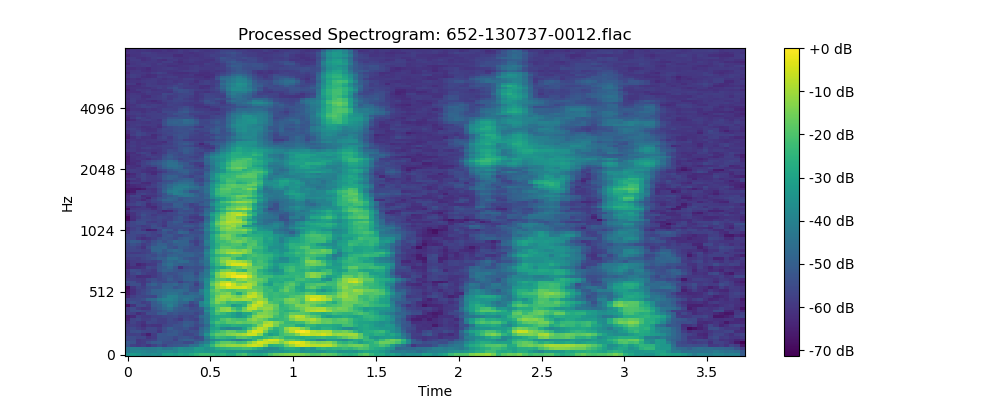 Processed Spectrogram: 652-130737-0012.flac
Hz
4096
2048
1024
512
0
0 0.5 1 1.5 2 2.5 3 3.5
Time
+0 dB
-10 dB
-20 dB
-30 dB
-40 dB
-50 dB
-60 dB
-70 dB